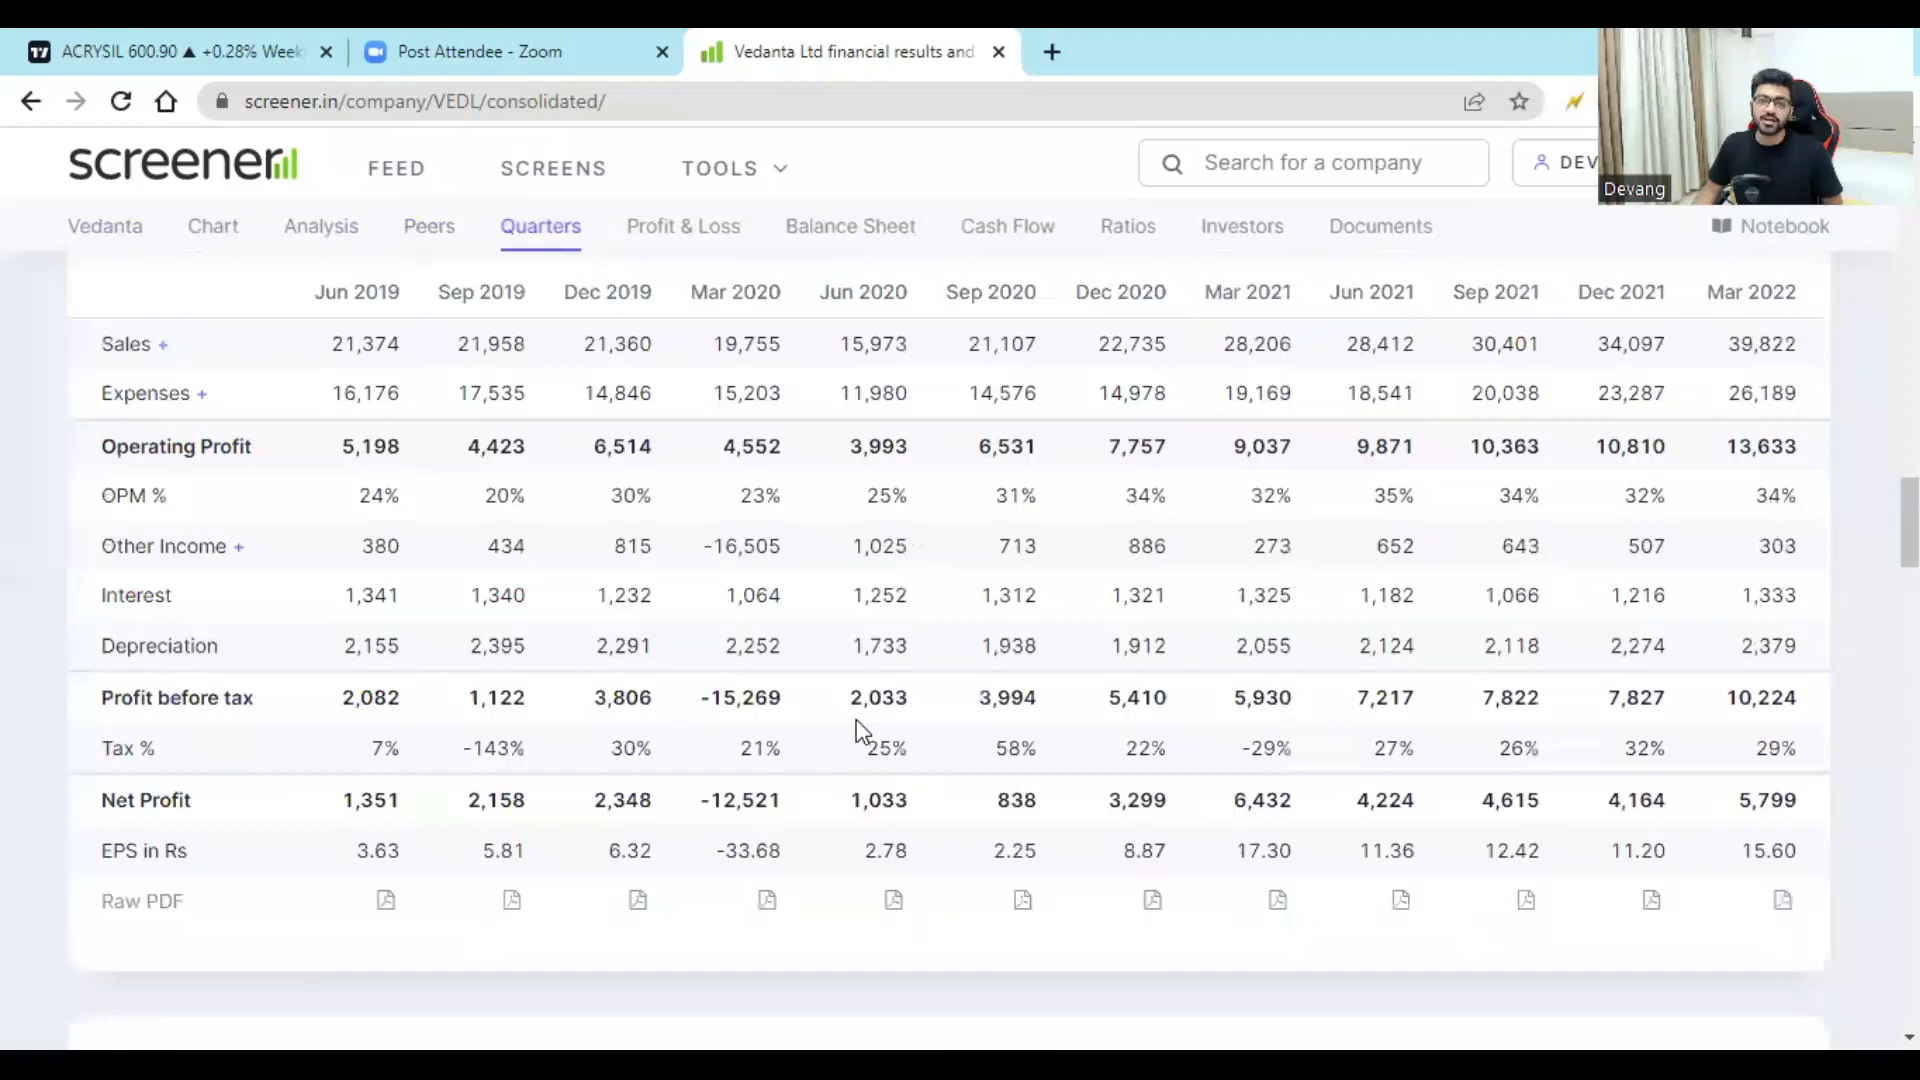 ACRYSIL 600.90 ▲ +0.28% Week
Post Attendee - Zoom
Vedanta Ltd financial results and
screener.in/company/VEDL/consolidated/
screener FEED SCREENS TOOLS Search for a company DEV
Devang
Vedanta Chart Analysis Peers Quarters Profit & Loss Balance Sheet Cash Flow Ratios Investors Documents Notebook
Jun 2019 Sep 2019 Dec 2019 Mar 2020 Jun 2020 Sep 2020 Dec 2020 Mar 2021 Jun 2021 Sep 2021 Dec 2021 Mar 2022
Sales + 21,374 21,958 21,360 19,755 15,973 21,107 22,735 28,206 28,412 30,401 34,097 39,822
Expenses + 16,176 17,535 14,846 15,203 11,980 14,576 14,978 19,169 18,541 20,038 23,287 26,189
Operating Profit 5,198 4,423 6,514 4,552 3,993 6,531 7,757 9,037 9,871 10,363 10,810 13,633
OPM % 24% 20% 30% 23% 25% 31% 34% 32% 35% 34% 32% 34%
Other Income + 380 434 815 -16,505 1,025 713 886 273 652 643 507 303
Interest 1,341 1,340 1,232 1,064 1,252 1,312 1,321 1,325 1,182 1,066 1,216 1,333
Depreciation 2,155 2,395 2,291 2,252 1,733 1,938 1,912 2,055 2,124 2,118 2,274 2,379
Profit before tax 2,082 1,122 3,806 -15,269 2,033 3,994 5,410 5,930 7,217 7,822 7,827 10,224
Tax % 7% -143% 30% 21% 25% 58% 22% -29% 27% 26% 32% 29%
Net Profit 1,351 2,158 2,348 -12,521 1,033 838 3,299 6,432 4,224 4,615 4,164 5,799
EPS in Rs 3.63 5.81 6.32 -33.68 2.78 2.25 8.87 17.30 11.36 12.42 11.20 15.60
Raw PDF